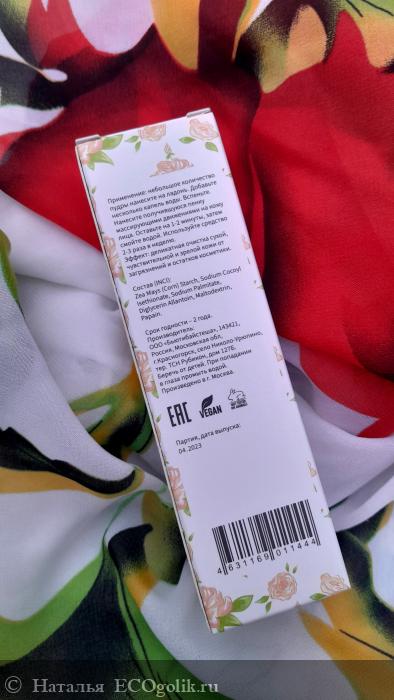 Применение: небольшое количество
пудры нанесите на ладонь. Добавьте
несколько капель воды. Вспеньте.
Нанесите получившуюся пенку
массирующими движениями на кожу
лица. Оставьте на 1-2 минуты, затем
смойте водой. Используйте средство
2-3 раза в неделю.
Эффект: деликатная очистка сухой,
чувствительной и зрелой кожи от
загрязнений и остатков косметики.
Состав (INCI):
Zea Mays (Corn) Starch, Sodium Cocoyl
Isethionate, Sodium Palmitate,
Diglycerin Allantoin, Maltodextrin,
Papain.
Срок годности – 2 года.
Производитель:
ООО «Бьютибайстеша», 143421,
Россия, Московская обл,
г.Красногорск, село Николо-Урюпино,
тер. ТСН Рубикон, дом 127Б.
Беречь от детей. При попадании
в глаза промыть водой.
Произведено в г. Москва.
EAC VEGAN
Партия, дата выпуска:
04.2023
4 631169 011444
© Наталья ECOgolik.ru